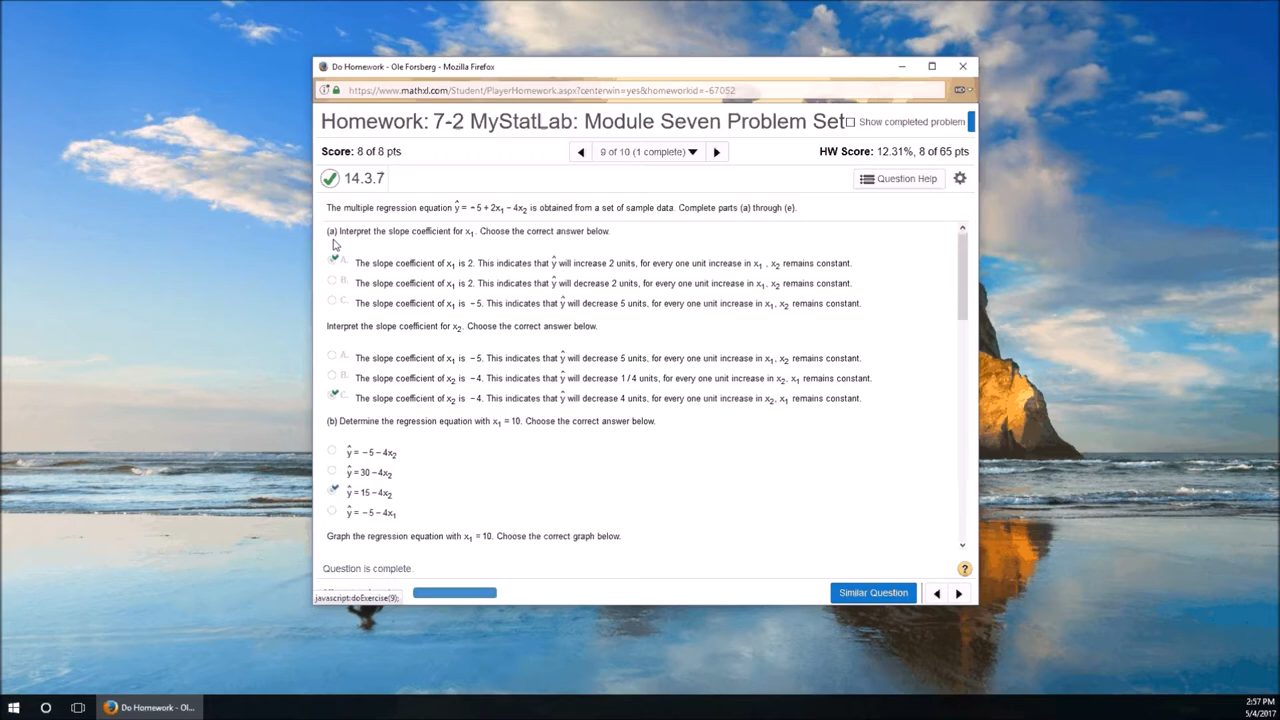 Do Homework - Ole Forsberg - Mozilla Firefox
https://www.mathxl.com/Student/PlayerHomework.aspx?centerwin=yes&homeworkid=-67052
Homework: 7-2 MyStatLab: Module Seven Problem Set
Show completed problem
Score: 8 of 8 pts
9 of 10 (1 complete)
HW Score: 12.31%, 8 of 65 pts
14.3.7
Question Help
The multiple regression equation ŷ = −5 + 2x₁ − 4x₂ is obtained from a set of sample data. Complete parts (a) through (e).
(a) Interpret the slope coefficient for x₁. Choose the correct answer below.
A. The slope coefficient of x₁ is 2. This indicates that ŷ will increase 2 units, for every one unit increase in x₁ , x₂ remains constant.
B. The slope coefficient of x₁ is 2. This indicates that ŷ will decrease 2 units, for every one unit increase in x₁, x₂ remains constant.
C. The slope coefficient of x₁ is −5. This indicates that ŷ will decrease 5 units, for every one unit increase in x₁, x₂ remains constant.
Interpret the slope coefficient for x₂. Choose the correct answer below.
A. The slope coefficient of x₁ is −5. This indicates that ŷ will decrease 5 units, for every one unit increase in x₁, x₂ remains constant.
B. The slope coefficient of x₂ is −4. This indicates that ŷ will decrease 1/4 units, for every one unit increase in x₂, x₁ remains constant.
C. The slope coefficient of x₂ is −4. This indicates that ŷ will decrease 4 units, for every one unit increase in x₂, x₁ remains constant.
(b) Determine the regression equation with x₁ = 10. Choose the correct answer below.
ŷ = −5 − 4x₂
ŷ = 30 − 4x₂
ŷ = 15 − 4x₂
ŷ = −5 − 4x₁
Graph the regression equation with x₁ = 10. Choose the correct graph below.
Question is complete.
?
javascript:doExercise(9);
Similar Question
Do Homework - Ol...
2:57 PM
5/4/2017